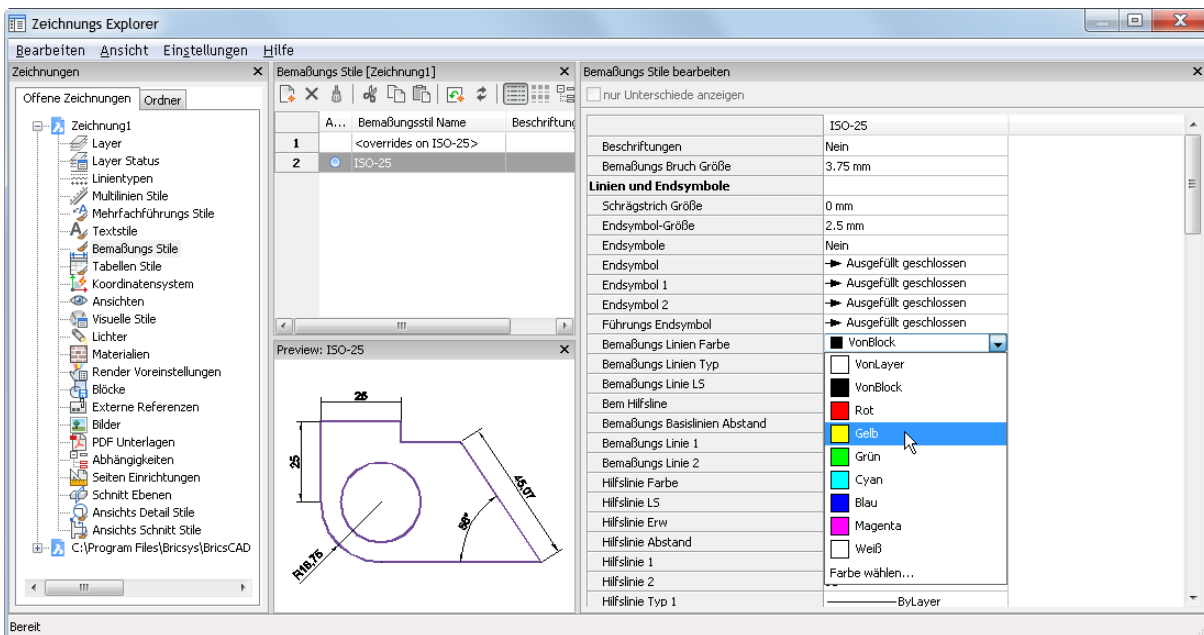 Zeichnungs Explorer
Bearbeiten Ansicht Einstellungen Hilfe
Zeichnungen
Offene Zeichnungen Ordner
Zeichnung1
Layer
Layer Status
Linientypen
Multilinien Stile
Mehrfachführungs Stile
Textstile
Bemaßungs Stile
Tabellen Stile
Koordinatensystem
Ansichten
Visuelle Stile
Lichter
Materialien
Render Voreinstellungen
Blöcke
Externe Referenzen
Bilder
PDF Unterlagen
Abhängigkeiten
Seiten Einrichtungen
Schnitt Ebenen
Ansichts Detail Stile
Ansichts Schnitt Stile
C:\Program Files\Bricsys\BricsCAD
Bemaßungs Stile [Zeichnung1]
A... Bemaßungsstil Name Beschriftung
1 <overrides on ISO-25>
2 ISO-25
Preview: ISO-25
25
25
45,07
56°
R18,75
Bemaßungs Stile bearbeiten
nur Unterschiede anzeigen
ISO-25
Beschriftungen Nein
Bemaßungs Bruch Größe 3.75 mm
Linien und Endsymbole
Schrägstrich Größe 0 mm
Endsymbol-Größe 2.5 mm
Endsymbole Nein
Endsymbol Ausgefüllt geschlossen
Endsymbol 1 Ausgefüllt geschlossen
Endsymbol 2 Ausgefüllt geschlossen
Führungs Endsymbol Ausgefüllt geschlossen
Bemaßungs Linien Farbe VonBlock
Bemaßungs Linien Typ
Bemaßungs Linie LS
Bem Hilfsline
Bemaßungs Basislinien Abstand
Bemaßungs Linie 1
Bemaßungs Linie 2
Hilfslinie Farbe
Hilfslinie LS
Hilfslinie Erw
Hilfslinie Abstand
Hilfslinie 1
Hilfslinie 2
Hilfslinie Typ 1 ByLayer
VonLayer
VonBlock
Rot
Gelb
Grün
Cyan
Blau
Magenta
Weiß
Farbe wählen...
Bereit